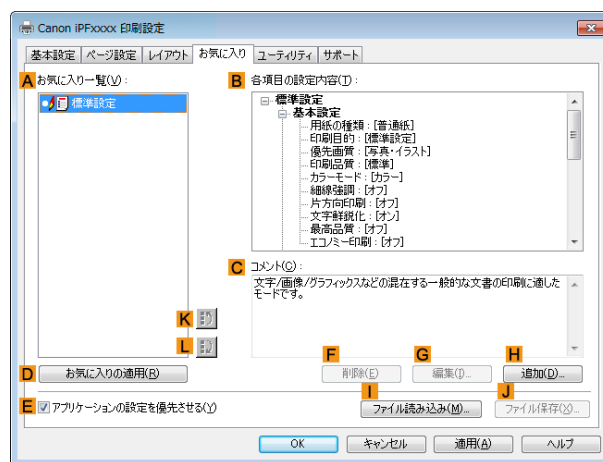 Canon iPFxxxx 印刷設定
基本設定 ページ設定 レイアウト お気に入り ユーティリティ サポート
A お気に入り一覧(V) :
B 各項目の設定内容(T) :
標準設定
標準設定
基本設定
用紙の種類 : [普通紙]
印刷目的 : [標準設定]
優先画質 : [写真・イラスト]
印刷品質 : [標準]
カラーモード : [カラー]
細線強調 : [オフ]
片方向印刷 : [オフ]
文字鮮鋭化 : [オン]
最高品質 : [オフ]
エコノミー印刷 : [オフ]
C コメント(C) :
文字/画像/グラフィックスなどの混在する一般的な文書の印刷に適した
モードです。
K
L
F G H
D お気に入りの適用(R) 削除(E) 編集(I)... 追加(D)...
I J
E アプリケーションの設定を優先させる(Y) ファイル読み込み(M)... ファイル保存(X)...
OK キャンセル 適用(A) ヘルプ